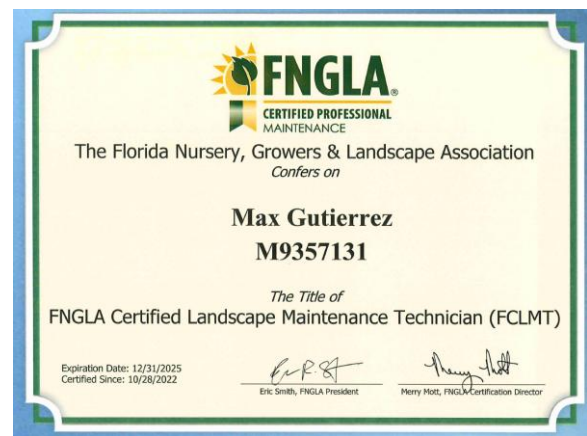 FNGLA®
CERTIFIED PROFESSIONAL
MAINTENANCE
The Florida Nursery, Growers & Landscape Association
Confers on
Max Gutierrez
M9357131
The Title of
FNGLA Certified Landscape Maintenance Technician (FCLMT)
Expiration Date: 12/31/2025
Certified Since: 10/28/2022
Eric Smith, FNGLA President
Merry Mott, FNGLA Certification Director